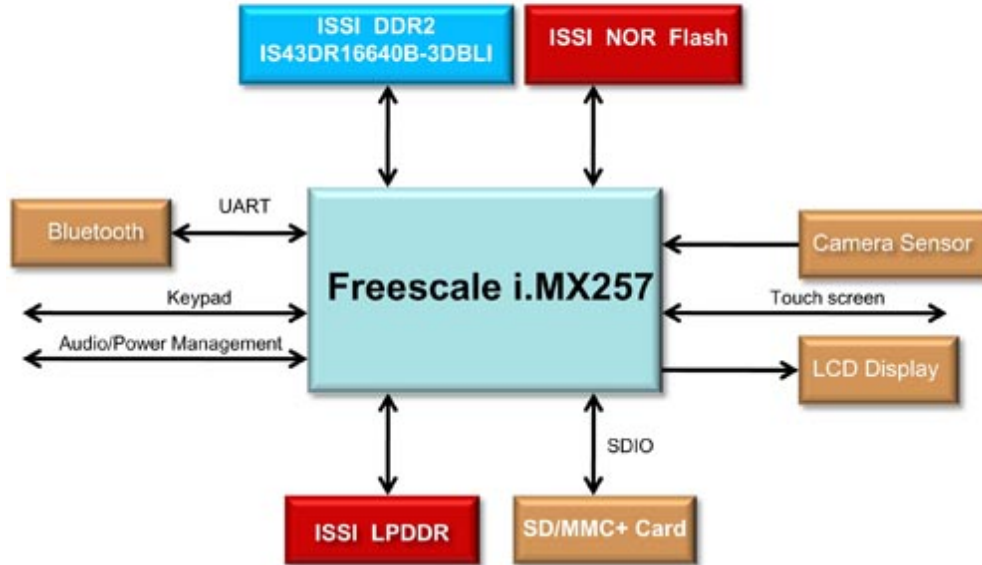 ISSI DDR2
IS43DR16640B-3DBLI
ISSI NOR Flash
UART
Bluetooth
Camera Sensor
Freescale i.MX257
Keypad
Touch screen
Audio/Power Management
LCD Display
SDIO
ISSI LPDDR
SD/MMC+ Card